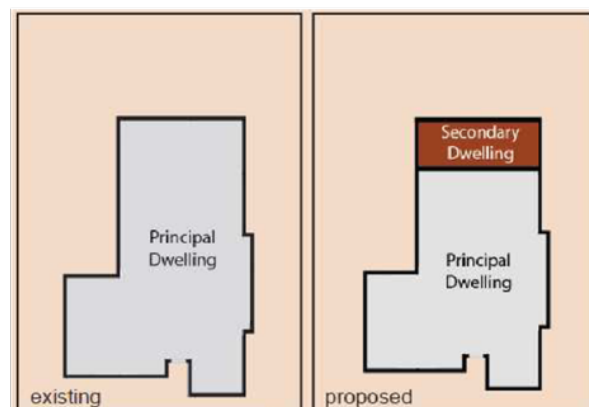 Principal
Dwelling
existing
Secondary
Dwelling
Principal
Dwelling
proposed